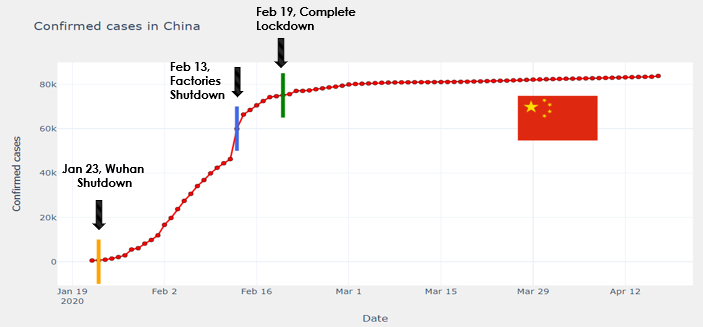 Feb 19, Complete
Lockdown
Confirmed cases in China
Feb 13,
Factories
Shutdown
Jan 23, Wuhan
Shutdown
Confirmed cases
80k
60k
40k
20k
0
Jan 19
2020
Feb 2
Feb 16
Mar 1
Mar 15
Mar 29
Apr 12
Date